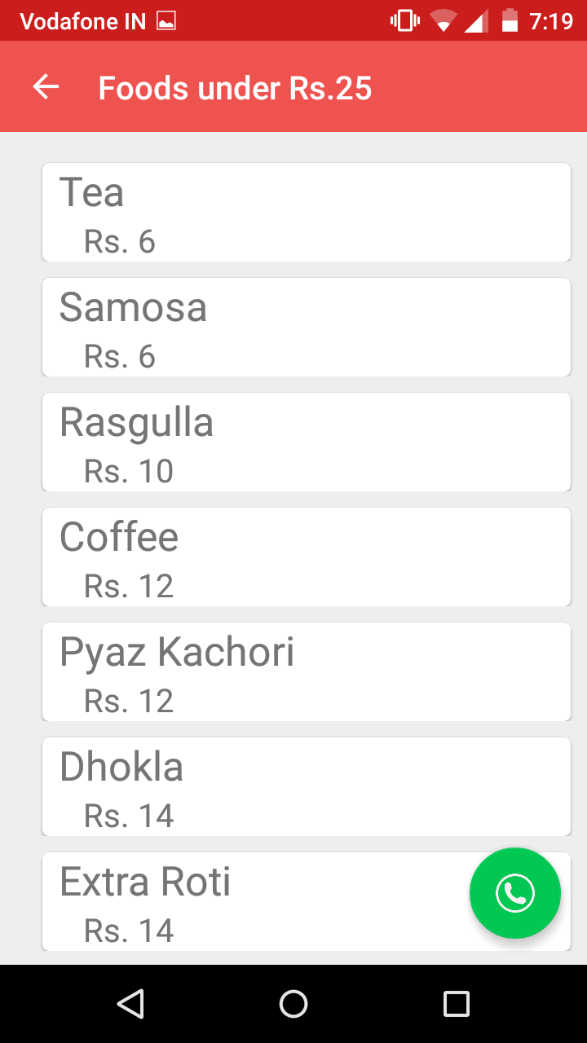 Vodafone IN 7:19
Foods under Rs.25
Tea
Rs. 6
Samosa
Rs. 6
Rasgulla
Rs. 10
Coffee
Rs. 12
Pyaz Kachori
Rs. 12
Dhokla
Rs. 14
Extra Roti
Rs. 14